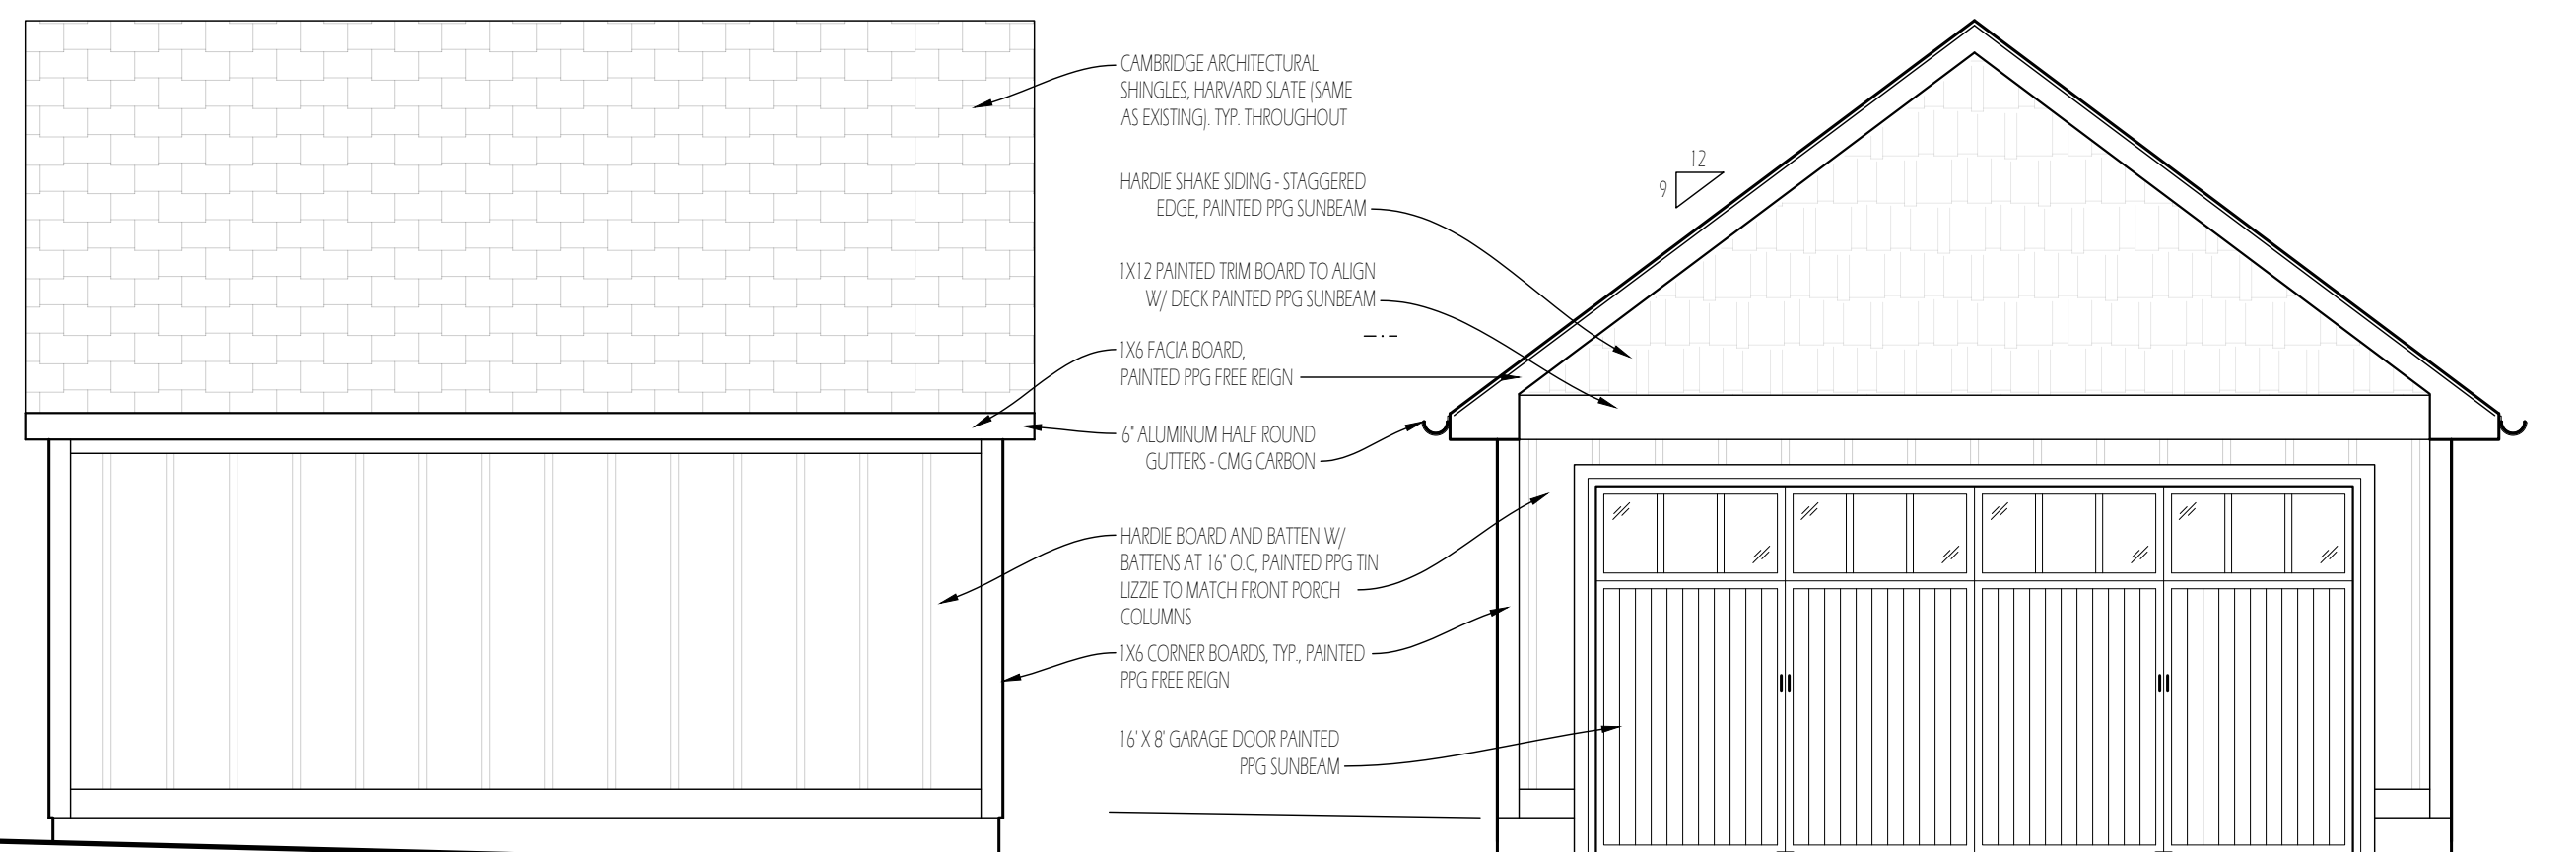 CAMBRIDGE ARCHITECTURAL
SHINGLES, HARVARD SLATE (SAME
AS EXISTING). TYP. THROUGHOUT
12
9
HARDIE SHAKE SIDING - STAGGERED
EDGE, PAINTED PPG SUNBEAM
1X12 PAINTED TRIM BOARD TO ALIGN
W/ DECK PAINTED PPG SUNBEAM
1X6 FACIA BOARD,
PAINTED PPG FREE REIGN
6" ALUMINUM HALF ROUND
GUTTERS - CMG CARBON
HARDIE BOARD AND BATTEN W/
BATTENS AT 16" O.C, PAINTED PPG TIN
LIZZIE TO MATCH FRONT PORCH
COLUMNS
1X6 CORNER BOARDS, TYP., PAINTED
PPG FREE REIGN
16' X 8' GARAGE DOOR PAINTED
PPG SUNBEAM